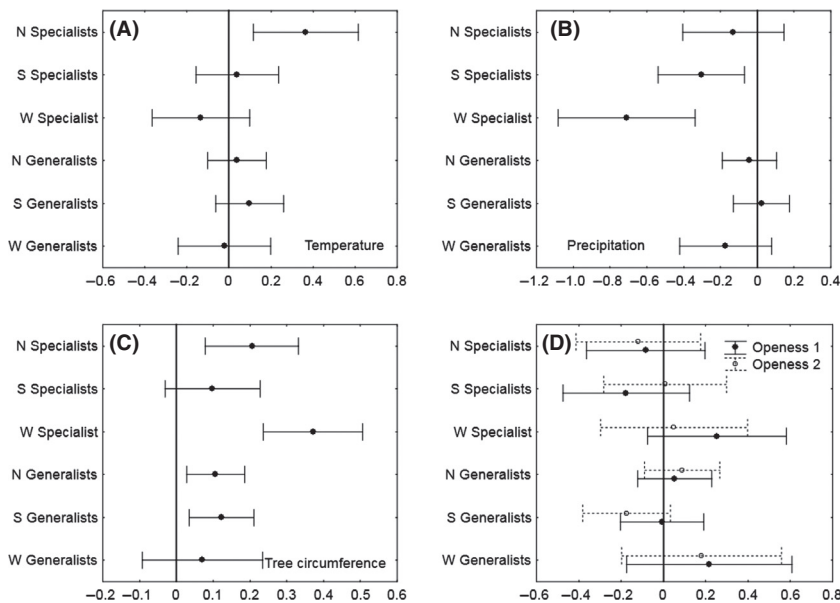 (A)
N Specialists
S Specialists
W Specialist
N Generalists
S Generalists
W Generalists
Temperature
–0.6 –0.4 –0.2 0 0.2 0.4 0.6 0.8
(B)
N Specialists
S Specialists
W Specialist
N Generalists
S Generalists
W Generalists
Precipitation
–1.2 –1.0 –0.8 –0.6 –0.4 –0.2 0 0.2 0.4
(C)
N Specialists
S Specialists
W Specialist
N Generalists
S Generalists
W Generalists
Tree circumference
–0.2 –0.1 0 0.1 0.2 0.3 0.4 0.5 0.6
(D)
Openess 1
Openess 2
N Specialists
S Specialists
W Specialist
N Generalists
S Generalists
W Generalists
–0.6 –0.4 –0.2 0 0.2 0.4 0.6 0.8